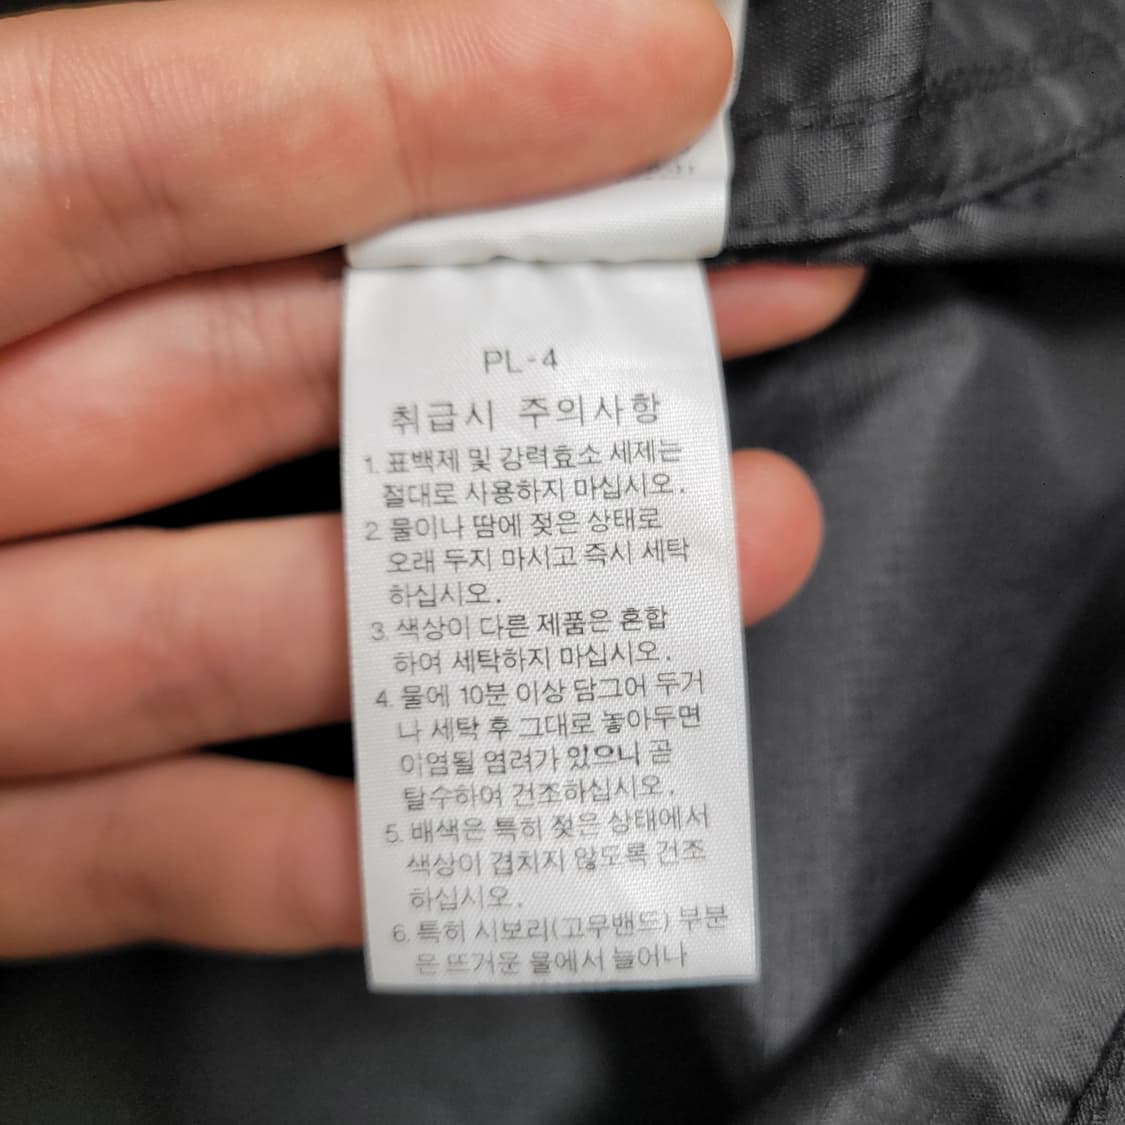 PL-4
취급시 주의사항
1. 표백제 및 강력효소 세제는
절대로 사용하지 마십시오.
2. 물이나 땀에 젖은 상태로
오래 두지 마시고 즉시 세탁
하십시오.
3. 색상이 다른 제품은 혼합
하여 세탁하지 마십시오.
4. 물에 10분 이상 담그어 두거
나 세탁 후 그대로 놓아두면
이염될 염려가 있으니 곧
탈수하여 건조하십시오.
5. 배색은 특히 젖은 상태에서
색상이 겹치지 않도록 건조
하십시오.
6. 특히 시보리(고무밴드) 부분
은 뜨거운 물에서 늘어나